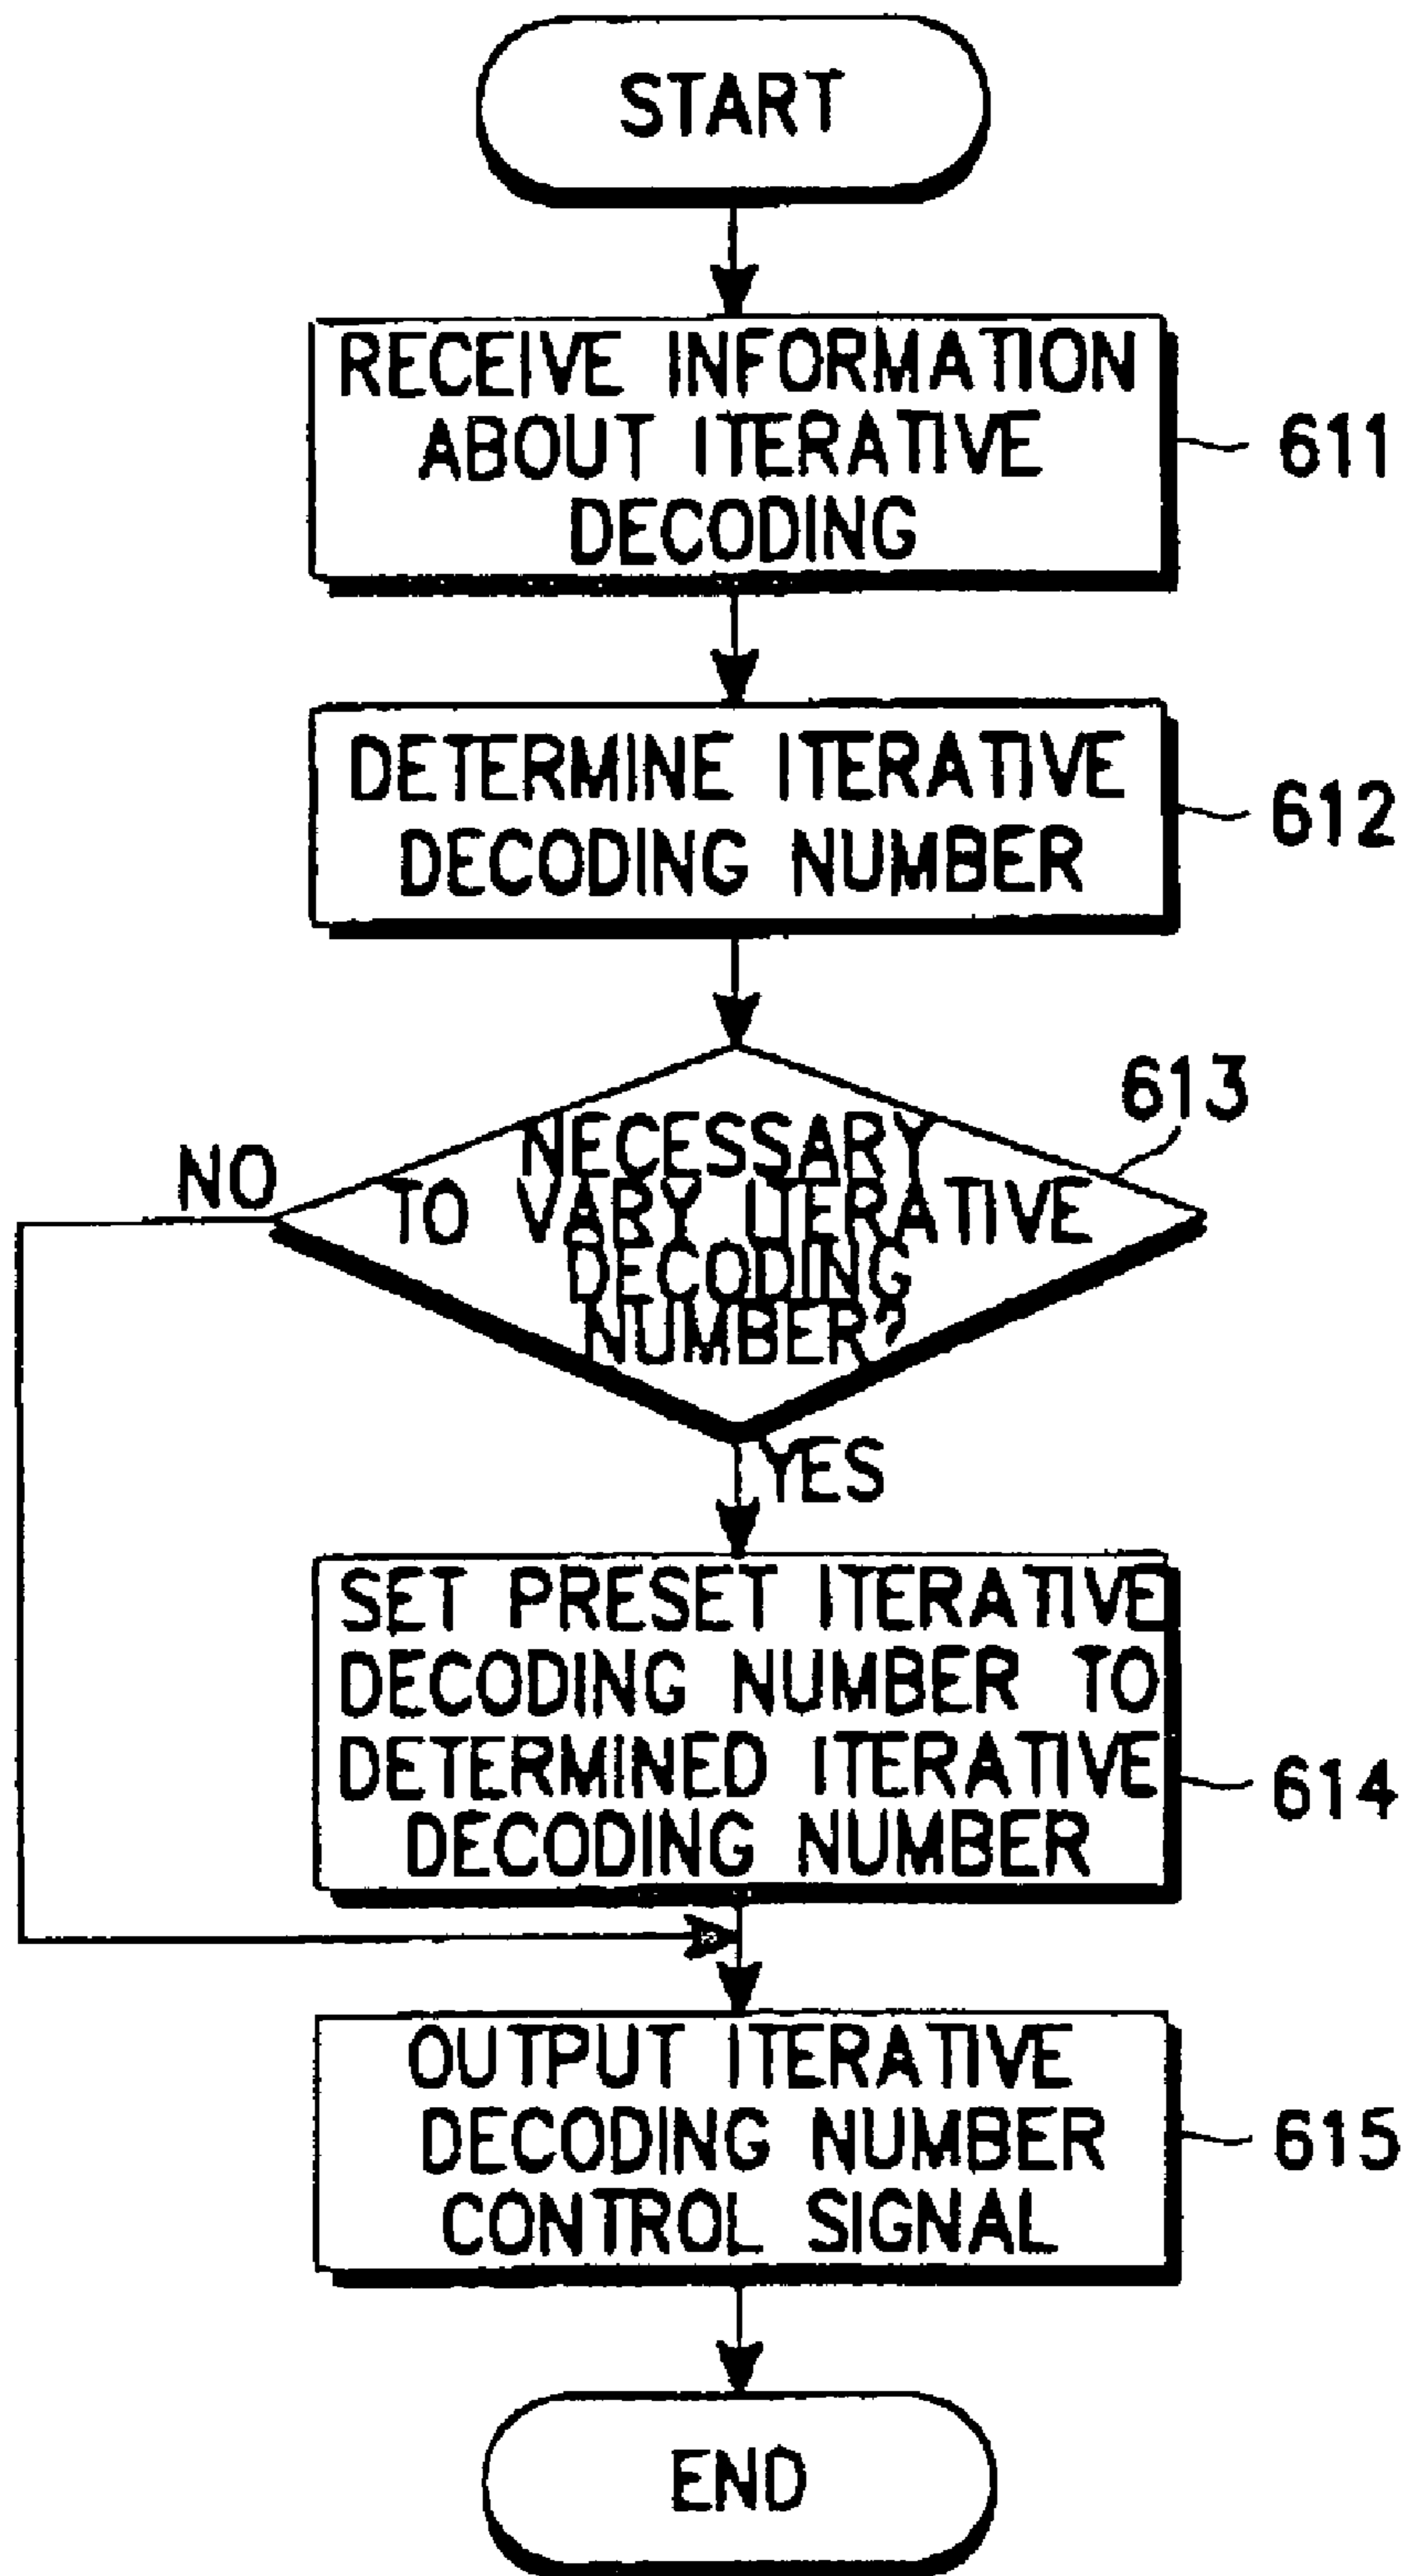 START
RECEIVE INFORMATION
ABOUT ITERATIVE
DECODING
611
DETERMINE ITERATIVE
DECODING NUMBER
612
613
NECESSARY
TO VARY ITERATIVE
DECODING
NUMBER?
NO
YES
SET PRESET ITERATIVE
DECODING NUMBER TO
DETERMINED ITERATIVE
DECODING NUMBER
614
OUTPUT ITERATIVE
DECODING NUMBER
CONTROL SIGNAL
615
END